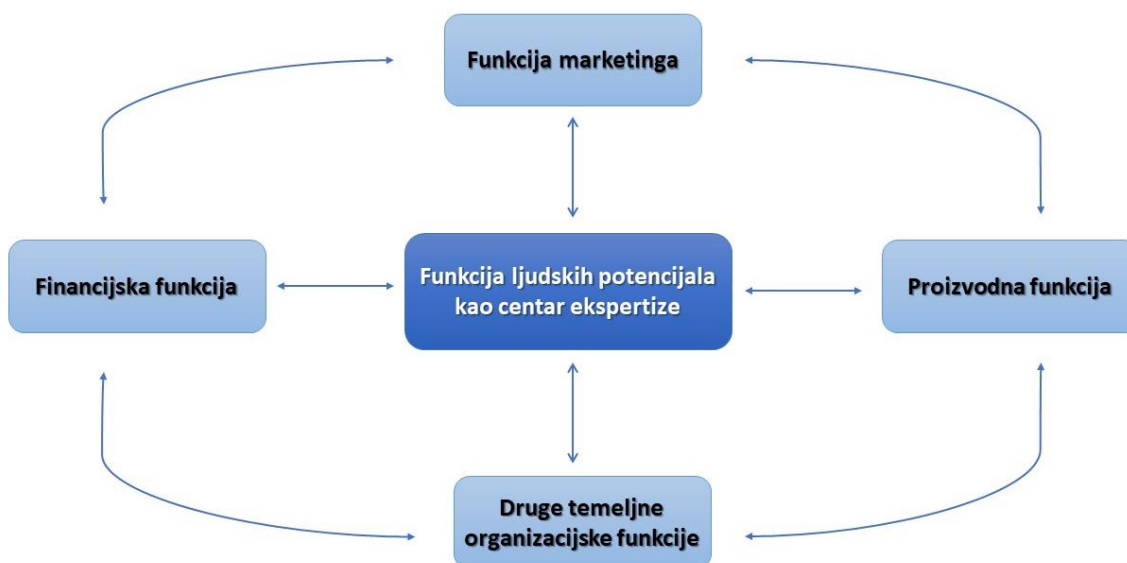 Funkcija marketinga
Financijska funkcija
Funkcija ljudskih potencijala
kao centar ekspertize
Proizvodna funkcija
Druge temeljne
organizacijske funkcije